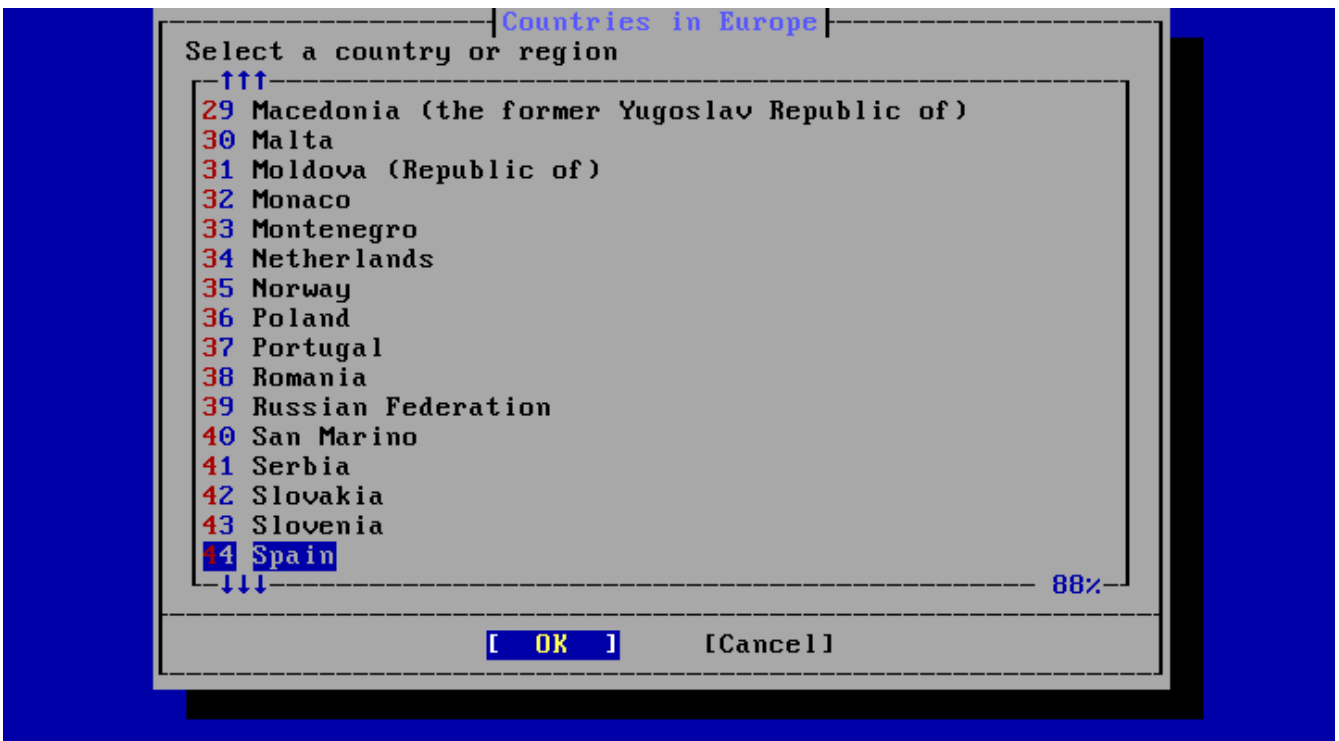 Countries in Europe
Select a country or region
↑↑↑
29 Macedonia (the former Yugoslav Republic of)
30 Malta
31 Moldova (Republic of)
32 Monaco
33 Montenegro
34 Netherlands
35 Norway
36 Poland
37 Portugal
38 Romania
39 Russian Federation
40 San Marino
41 Serbia
42 Slovakia
43 Slovenia
44 Spain
↓↓↓ 88%
[ OK ] [Cancel]